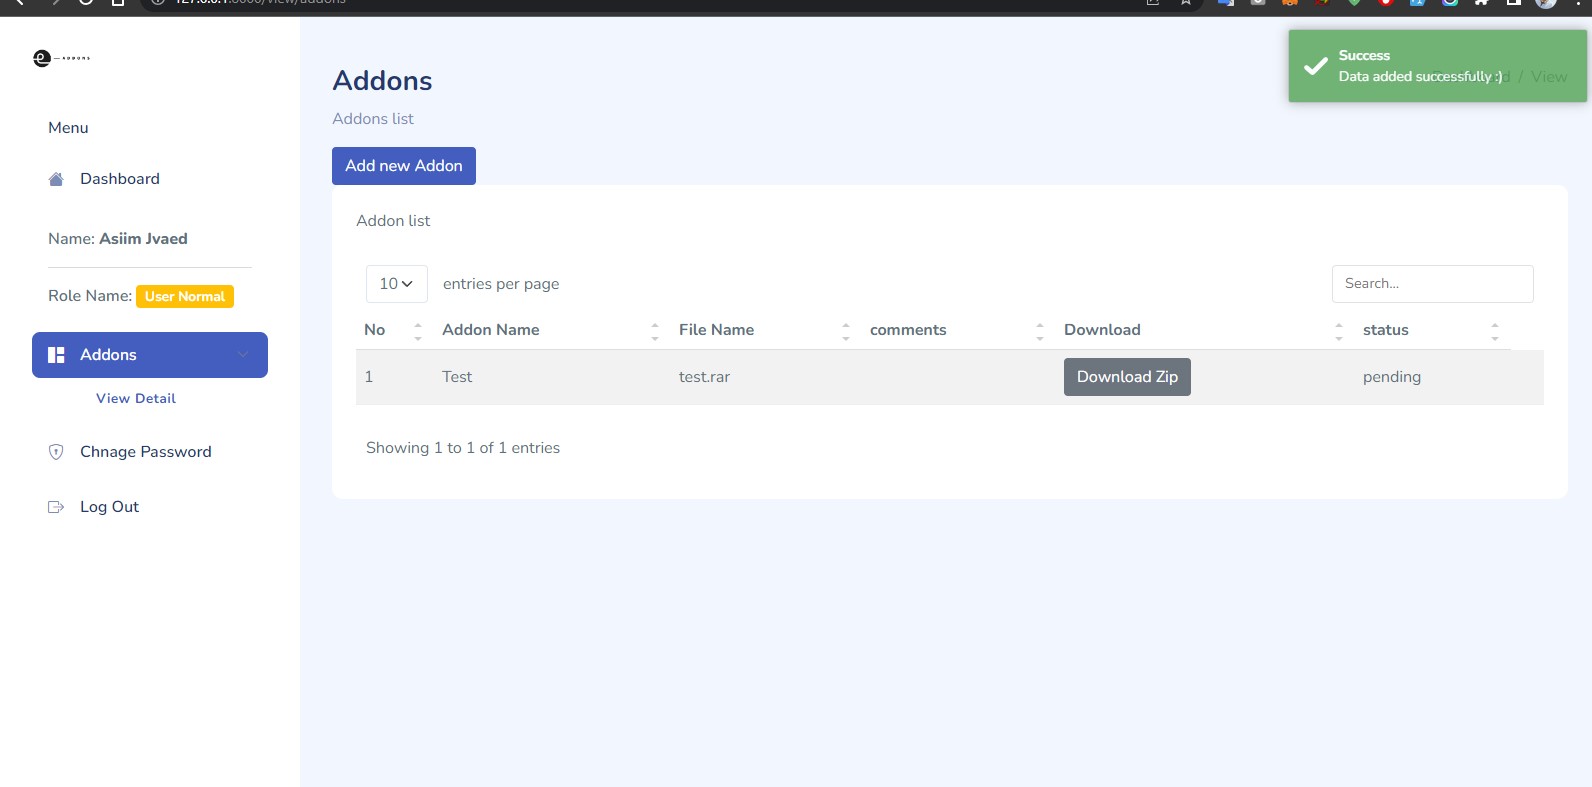 Success
Data added successfully :)
/ View
Addons
Addons list
Menu
Dashboard
Name: Asiim Jvaed
Role Name: User Normal
Addons
View Detail
Chnage Password
Log Out
Add new Addon
Addon list
10 entries per page
Search...
No Addon Name File Name comments Download status
1 Test test.rar Download Zip pending
Showing 1 to 1 of 1 entries